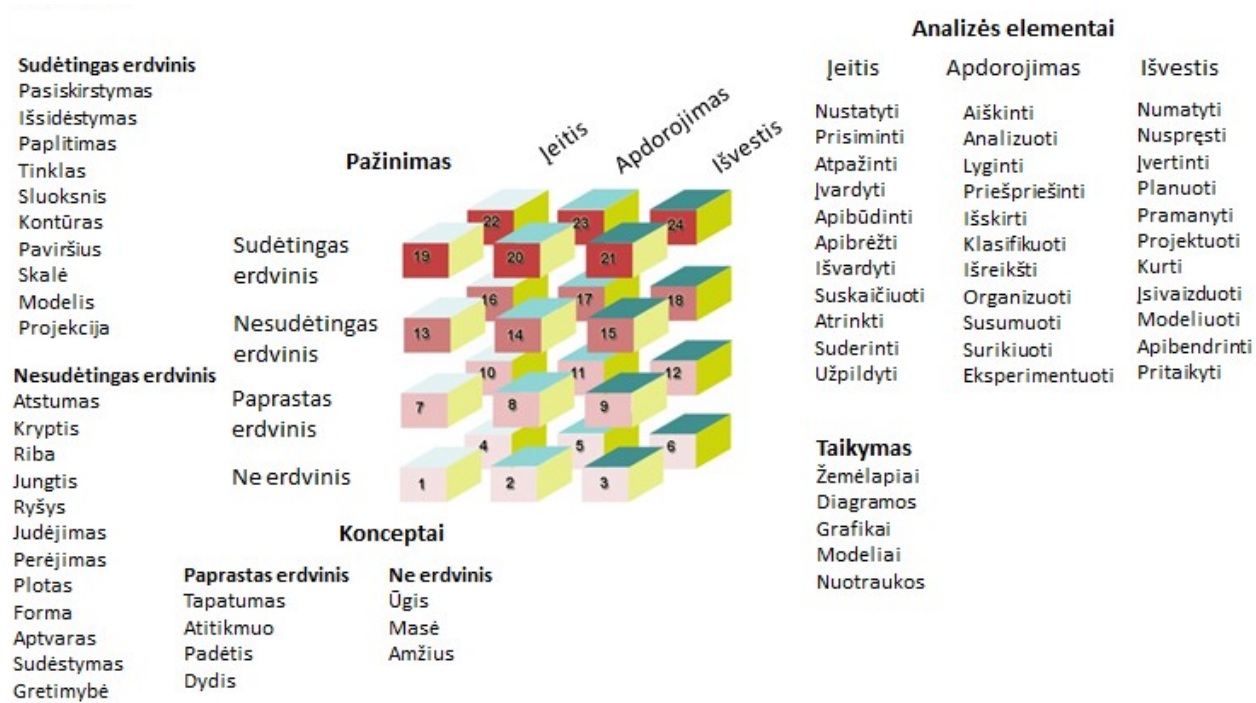 Analizės elementai
Įeitis
Nustatyti
Prisiminti
Atpažinti
Įvardyti
Apibūdinti
Apibrėžti
Išvardyti
Suskaičiuoti
Atrinkti
Suderinti
Užpildyti
Apdorojimas
Aiškinti
Analizuoti
Lyginti
Priešpriešinti
Išskirti
Klasifikuoti
Išreikšti
Organizuoti
Susumuoti
Surikiuoti
Eksperimentuoti
Išvestis
Numatyti
Nuspręsti
Įvertinti
Planuoti
Pramanyti
Projektuoti
Kurti
Įsivaizduoti
Modeliuoti
Apibendrinti
Pritaikyti
Sudėtingas erdvinis
Pasiskirstymas
Išsidėstymas
Paplitimas
Tinklas
Sluoksnis
Kontūras
Paviršius
Skalė
Modelis
Projekcija
Nesudėtingas erdvinis
Atstumas
Kryptis
Riba
Jungtis
Ryšys
Judėjimas
Perėjimas
Plotas
Forma
Aptvaras
Sudėstymas
Gretimybė
Pažinimas
Įeitis
Apdorojimas
Išvestis
Sudėtingas
erdvinis
Nesudėtingas
erdvinis
Paprastas
erdvinis
Ne erdvinis
22 23 24
19 20 21
16 17 18
13 14 15
10 11 12
7 8 9
4 5 6
1 2 3
Konceptai
Paprastas erdvinis
Tapatumas
Atitikmuo
Padėtis
Dydis
Ne erdvinis
Ūgis
Masė
Amžius
Taikymas
Žemėlapiai
Diagramos
Grafikai
Modeliai
Nuotraukos